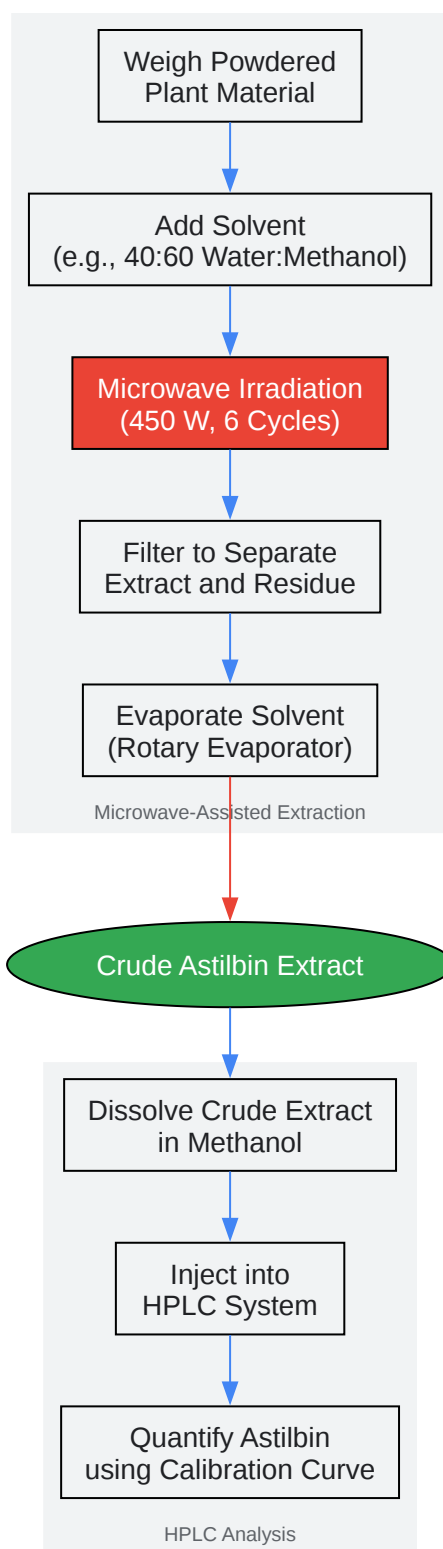 Weigh Powdered
Plant Material
Add Solvent
(e.g., 40:60 Water:Methanol)
Microwave Irradiation
(450 W, 6 Cycles)
Filter to Separate
Extract and Residue
Evaporate Solvent
(Rotary Evaporator)
Microwave-Assisted Extraction
Crude Astilbin Extract
Dissolve Crude Extract
in Methanol
Inject into
HPLC System
Quantify Astilbin
using Calibration Curve
HPLC Analysis